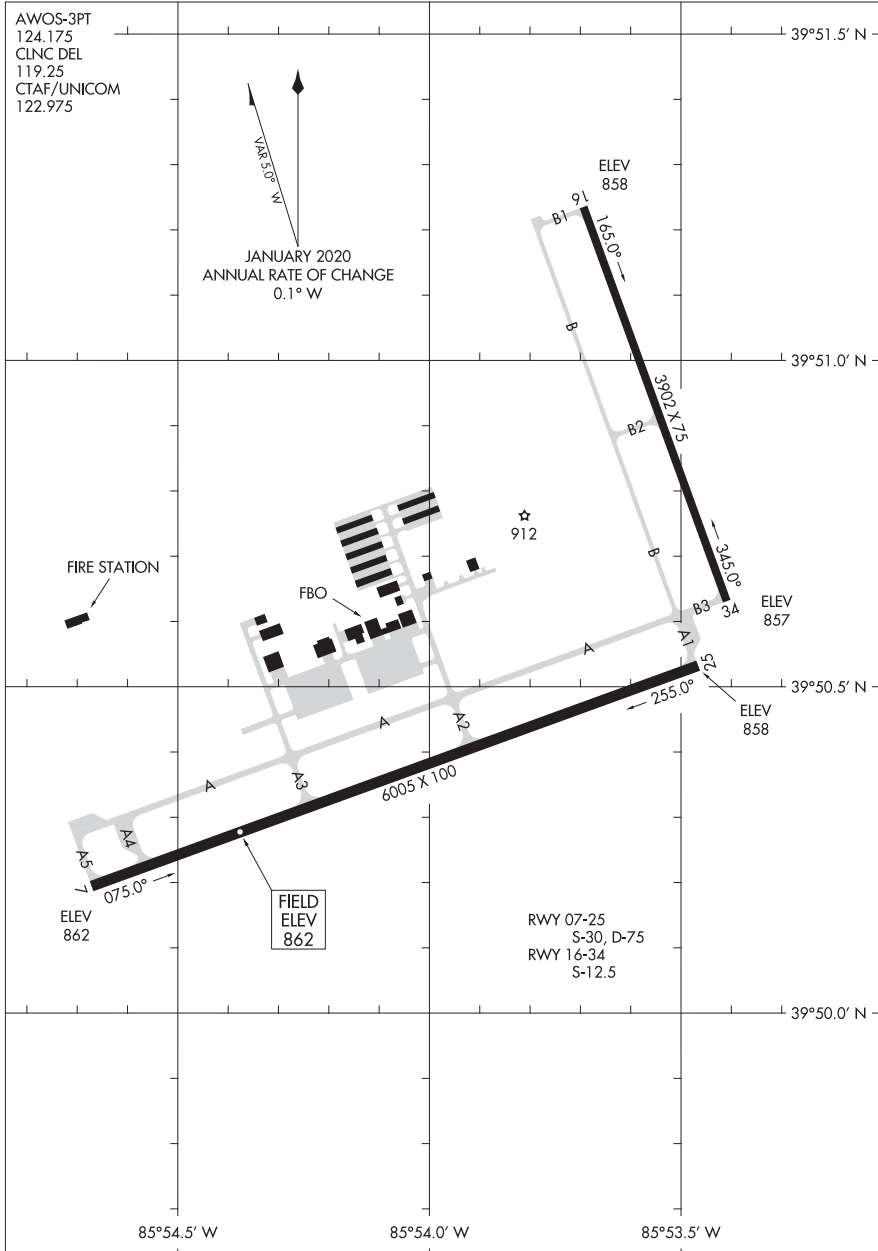 AWOS-3PT
124.175
CLNC DEL
119.25
CTAF/UNICOM
122.975
39°51.5' N
VAR 5.0° W
JANUARY 2020
ANNUAL RATE OF CHANGE
0.1° W
ELEV
858
16
B1
165.0°
B
39°51.0' N
3902 X 75
B2
912
B
345.0°
FIRE STATION
FBO
B3
34
ELEV
857
A
A1
25
39°50.5' N
255.0°
ELEV
858
A
A2
6005 X 100
A
A3
A4
A5
7
075.0°
ELEV
862
FIELD
ELEV
862
RWY 07-25
S-30, D-75
RWY 16-34
S-12.5
39°50.0' N
85°54.5' W
85°54.0' W
85°53.5' W